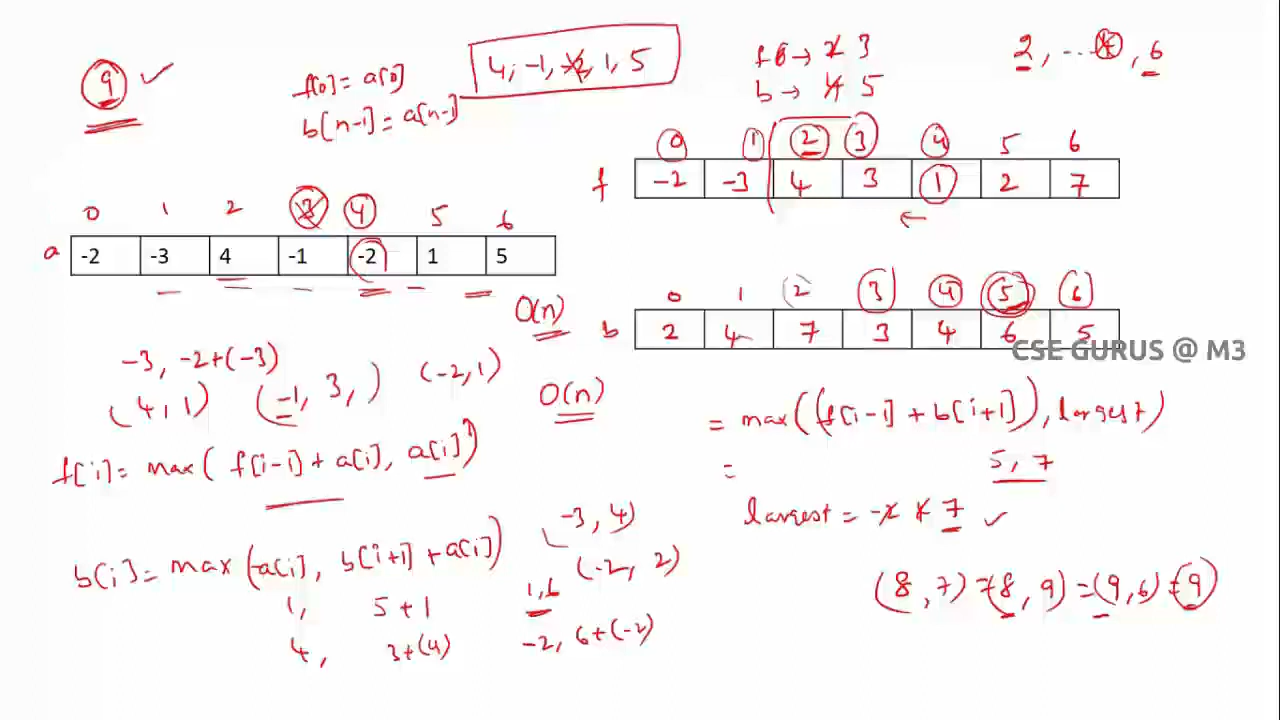 9 ✓
f[0] = a[0]
b[n-1] = a[n-1]
4, -1, 1, 5
3
b → 4 5
2, ... , 6
0 1 2 3 4 5 6
f -2 -3 4 3 1 2 7
←
0 1 2 3 4 5 6
a -2 -3 4 -1 -2 1 5
O(n)
0 1 2 3 4 5 6
b 2 4 7 3 4 6 5
CSE GURUS @ M3
-3, -2+(-3)
(4, 1) (-1, 3, ) (-2, 1)
O(n)
f[i] = max( f[i-1] + a[i], a[i])
= max((f[i-1] + b[i+1]), largest)
= 5, 7
largest = 7 ✓
b[i] = max(a[i], b[i+1] + a[i])
(-3, 4)
(-2, 2)
1, 5+1 1, 6
4, 3+(4) -2, 6+(-2)
(8, 7) = (8, 9) = (9, 6) = 9